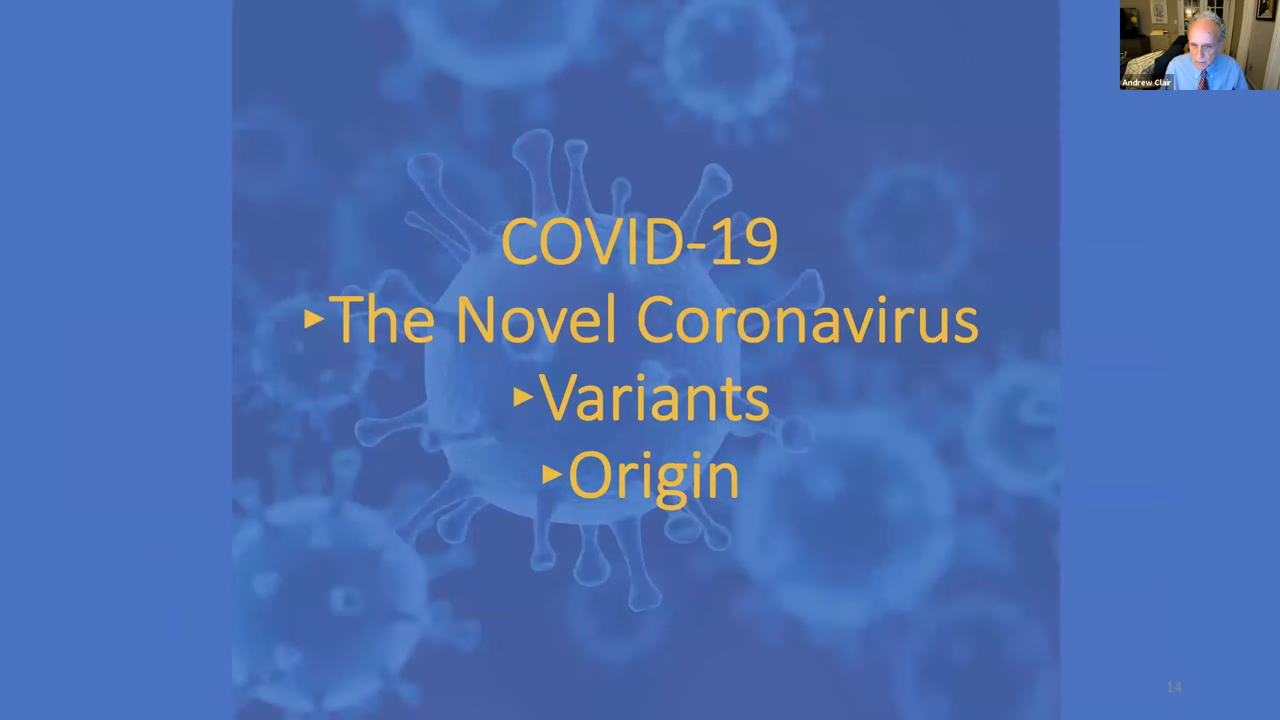 Andrew Clair
COVID-19
▸The Novel Coronavirus
▸Variants
▸Origin
14